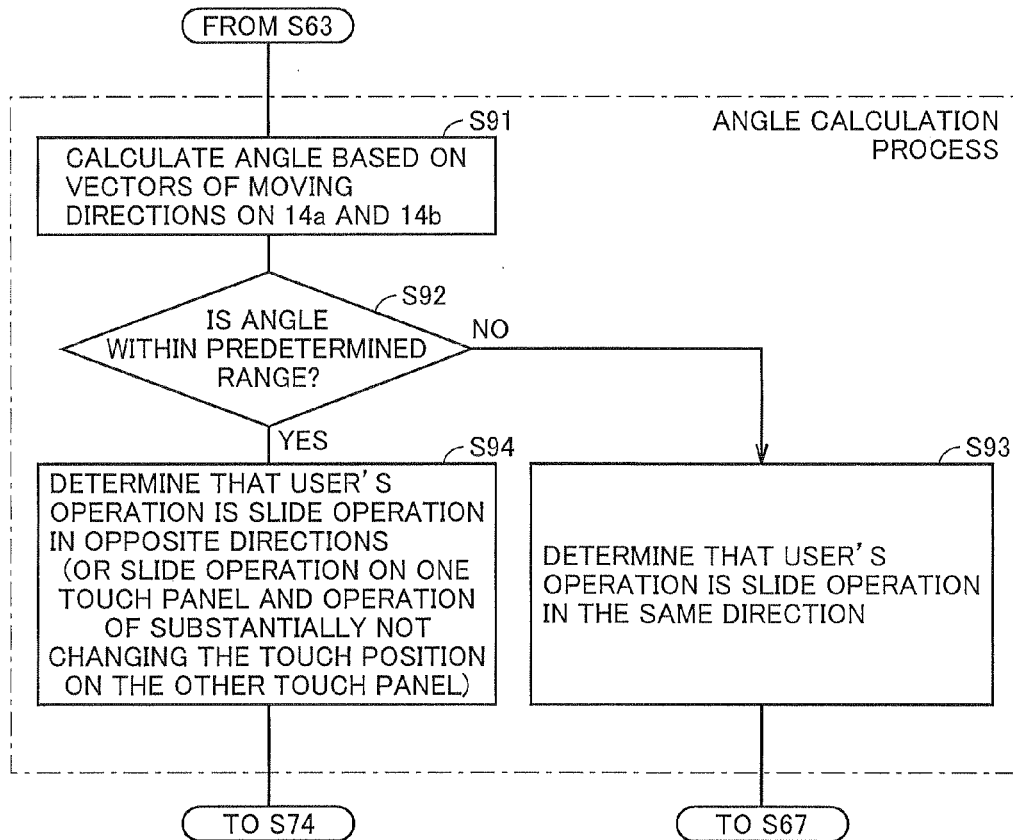 FROM S63
ANGLE CALCULATION
PROCESS
S91
CALCULATE ANGLE BASED ON
VECTORS OF MOVING
DIRECTIONS ON 14a AND 14b
S92
IS ANGLE
WITHIN PREDETERMINED
RANGE?
NO
YES
S94
DETERMINE THAT USER'S
OPERATION IS SLIDE OPERATION
IN OPPOSITE DIRECTIONS
(OR SLIDE OPERATION ON ONE
TOUCH PANEL AND OPERATION
OF SUBSTANTIALLY NOT
CHANGING THE TOUCH POSITION
ON THE OTHER TOUCH PANEL)
S93
DETERMINE THAT USER'S
OPERATION IS SLIDE OPERATION
IN THE SAME DIRECTION
TO S74
TO S67